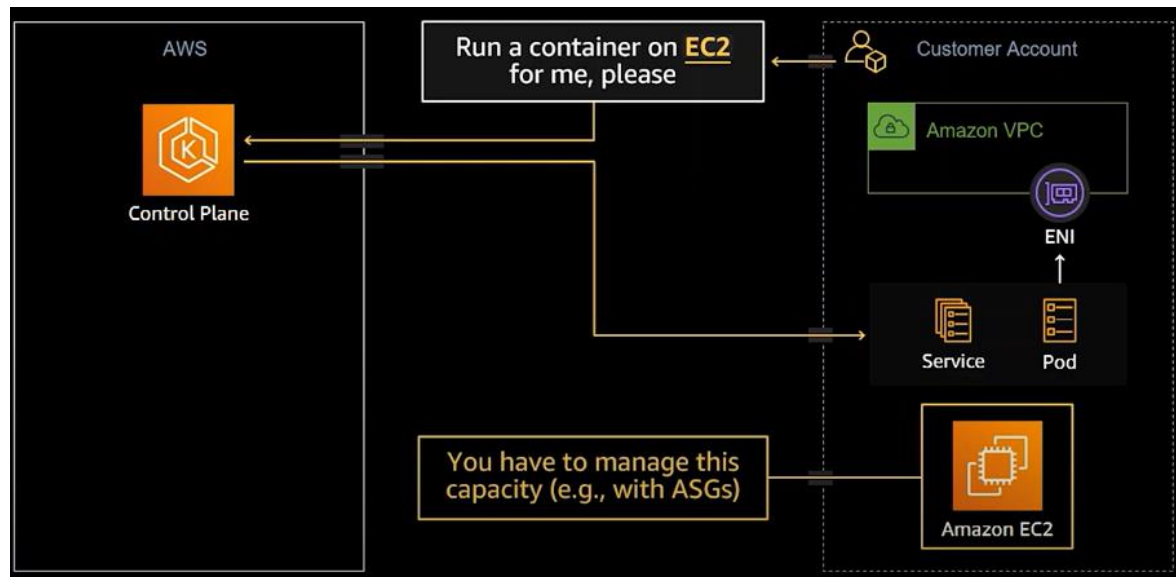 AWS
Run a container on EC2
for me, please
Customer Account
K
Control Plane
Amazon VPC
ENI
Service
Pod
You have to manage this
capacity (e.g., with ASGs)
Amazon EC2